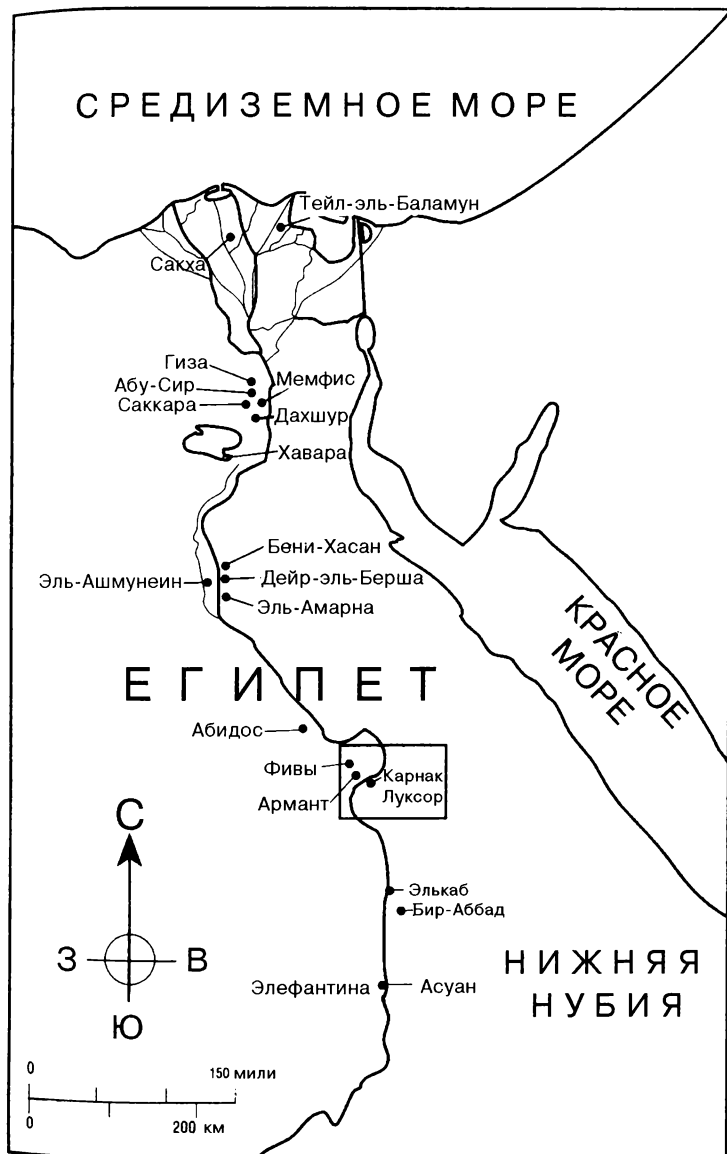 СРЕДИЗЕМНОЕ МОРЕ
Тейл-эль-Баламун
Сакха
Гиза
Абу-Сир
Мемфис
Саккара
Дахшур
Хавара
Бени-Хасан
Эль-Ашмунеин
Дейр-эль-Берша
Эль-Амарна
КРАСНОЕ
МОРЕ
ЕГИПЕТ
Абидос
Фивы
Карнак
Армант
Луксор
С
З
В
Ю
Элькаб
Бир-Аббад
НИЖНЯЯ
НУБИЯ
Элефантина
Асуан
0
150 мили
0
200 км